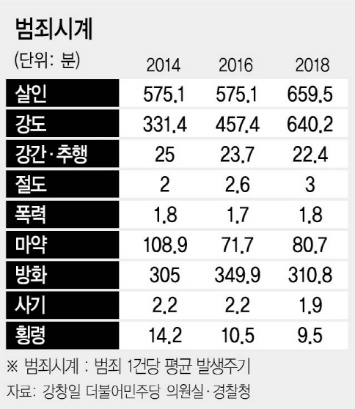 범죄시계
(단위: 분) 2014 2016 2018
살인 575.1 575.1 659.5
강도 331.4 457.4 640.2
강간·추행 25 23.7 22.4
절도 2 2.6 3
폭력 1.8 1.7 1.8
마약 108.9 71.7 80.7
방화 305 349.9 310.8
사기 2.2 2.2 1.9
횡령 14.2 10.5 9.5
※ 범죄시계 : 범죄 1건당 평균 발생주기
자료: 강창일 더불어민주당 의원실·경찰청